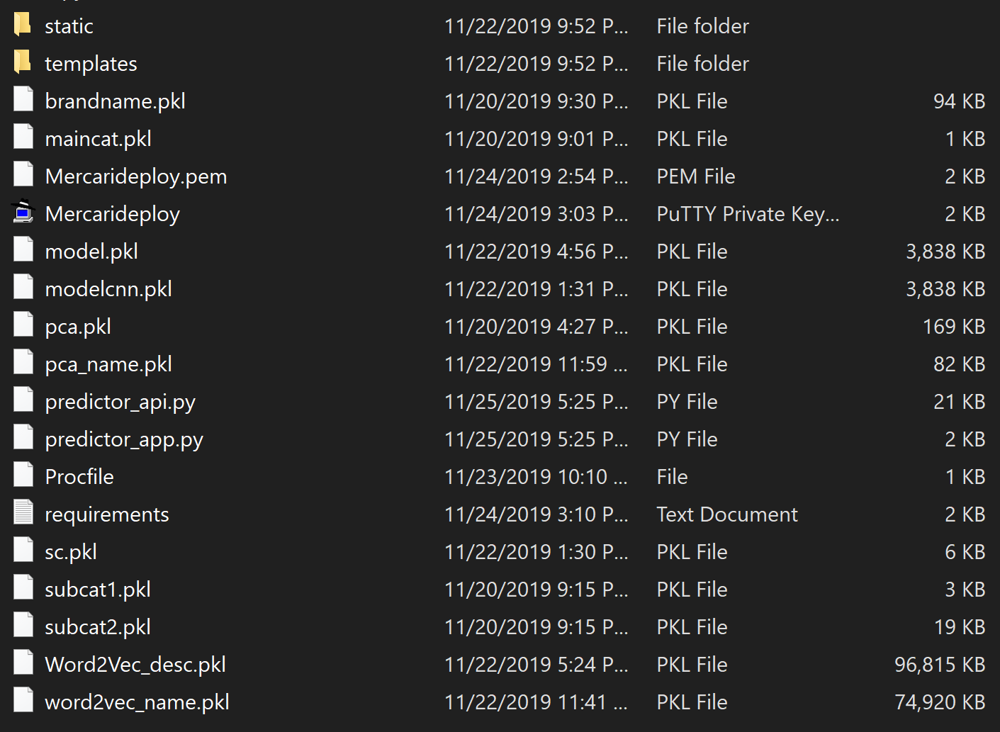 static 11/22/2019 9:52 P... File folder
templates 11/22/2019 9:52 P... File folder
brandname.pkl 11/20/2019 9:30 P... PKL File 94 KB
maincat.pkl 11/20/2019 9:01 P... PKL File 1 KB
Mercarideploy.pem 11/24/2019 2:54 P... PEM File 2 KB
Mercarideploy 11/24/2019 3:03 P... PuTTY Private Key... 2 KB
model.pkl 11/22/2019 4:56 P... PKL File 3,838 KB
modelcnn.pkl 11/22/2019 1:31 P... PKL File 3,838 KB
pca.pkl 11/20/2019 4:27 P... PKL File 169 KB
pca_name.pkl 11/22/2019 11:59 ... PKL File 82 KB
predictor_api.py 11/25/2019 5:25 P... PY File 21 KB
predictor_app.py 11/25/2019 5:25 P... PY File 2 KB
Procfile 11/23/2019 10:10 ... File 1 KB
requirements 11/24/2019 3:10 P... Text Document 2 KB
sc.pkl 11/22/2019 1:30 P... PKL File 6 KB
subcat1.pkl 11/20/2019 9:15 P... PKL File 3 KB
subcat2.pkl 11/20/2019 9:15 P... PKL File 19 KB
Word2Vec_desc.pkl 11/22/2019 5:24 P... PKL File 96,815 KB
word2vec_name.pkl 11/22/2019 11:41 ... PKL File 74,920 KB